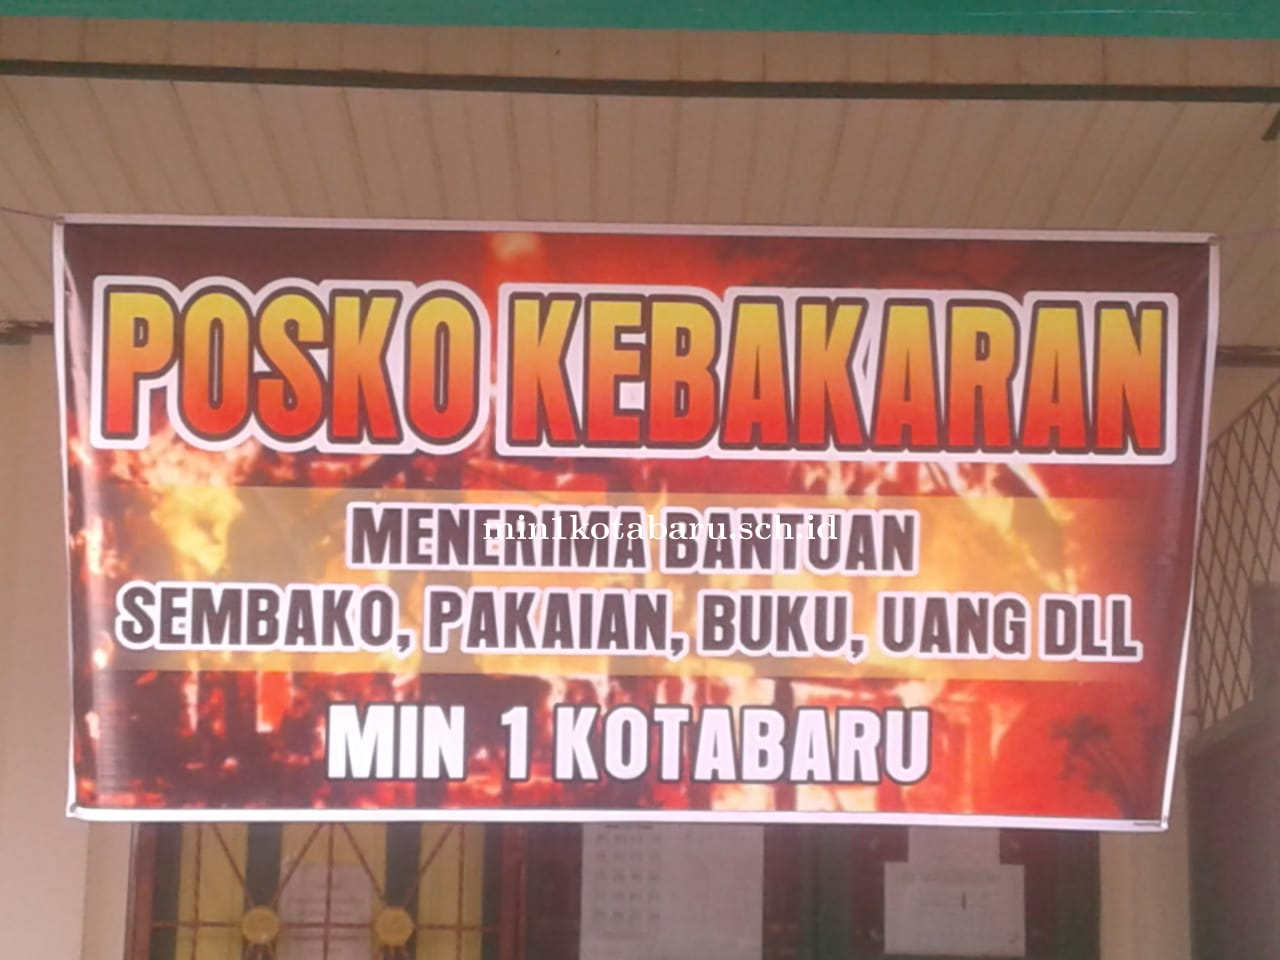 POSKO KEBAKARAN
MENERIMA BANTUAN
min1kotabaru.sch.id
SEMBAKO, PAKAIAN, BUKU, UANG DLL
MIN 1 KOTABARU